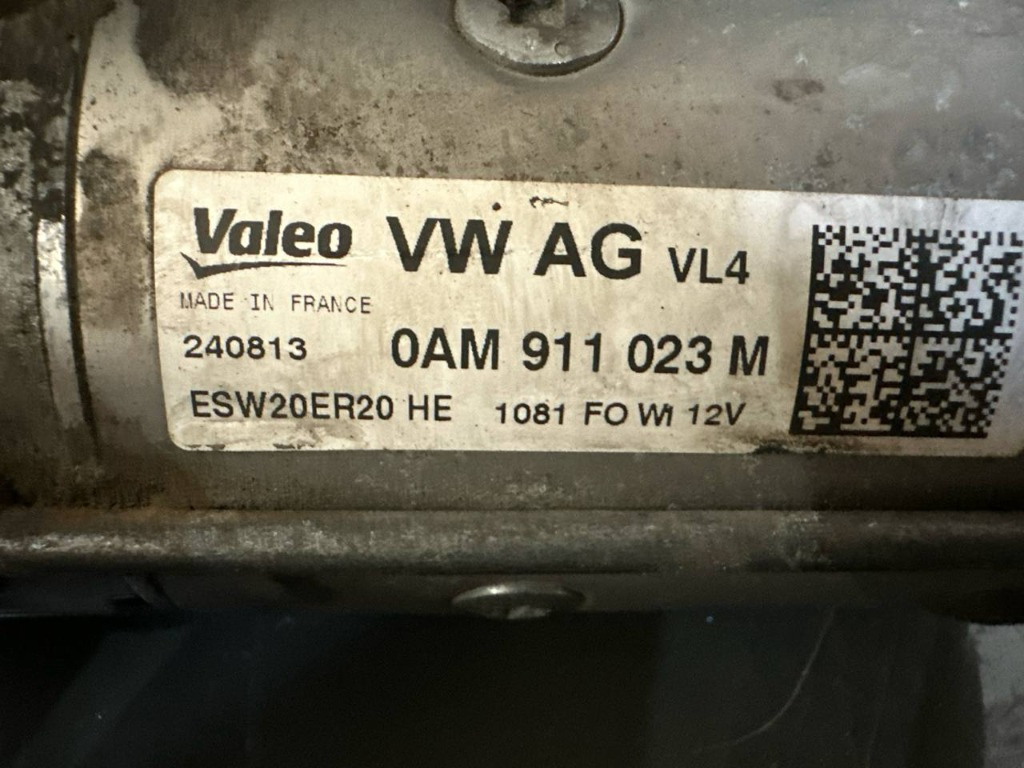 Valeo VW AG VL4
MADE IN FRANCE
240813 0AM 911 023 M
ESW20ER20 HE 1081 FO WI 12V